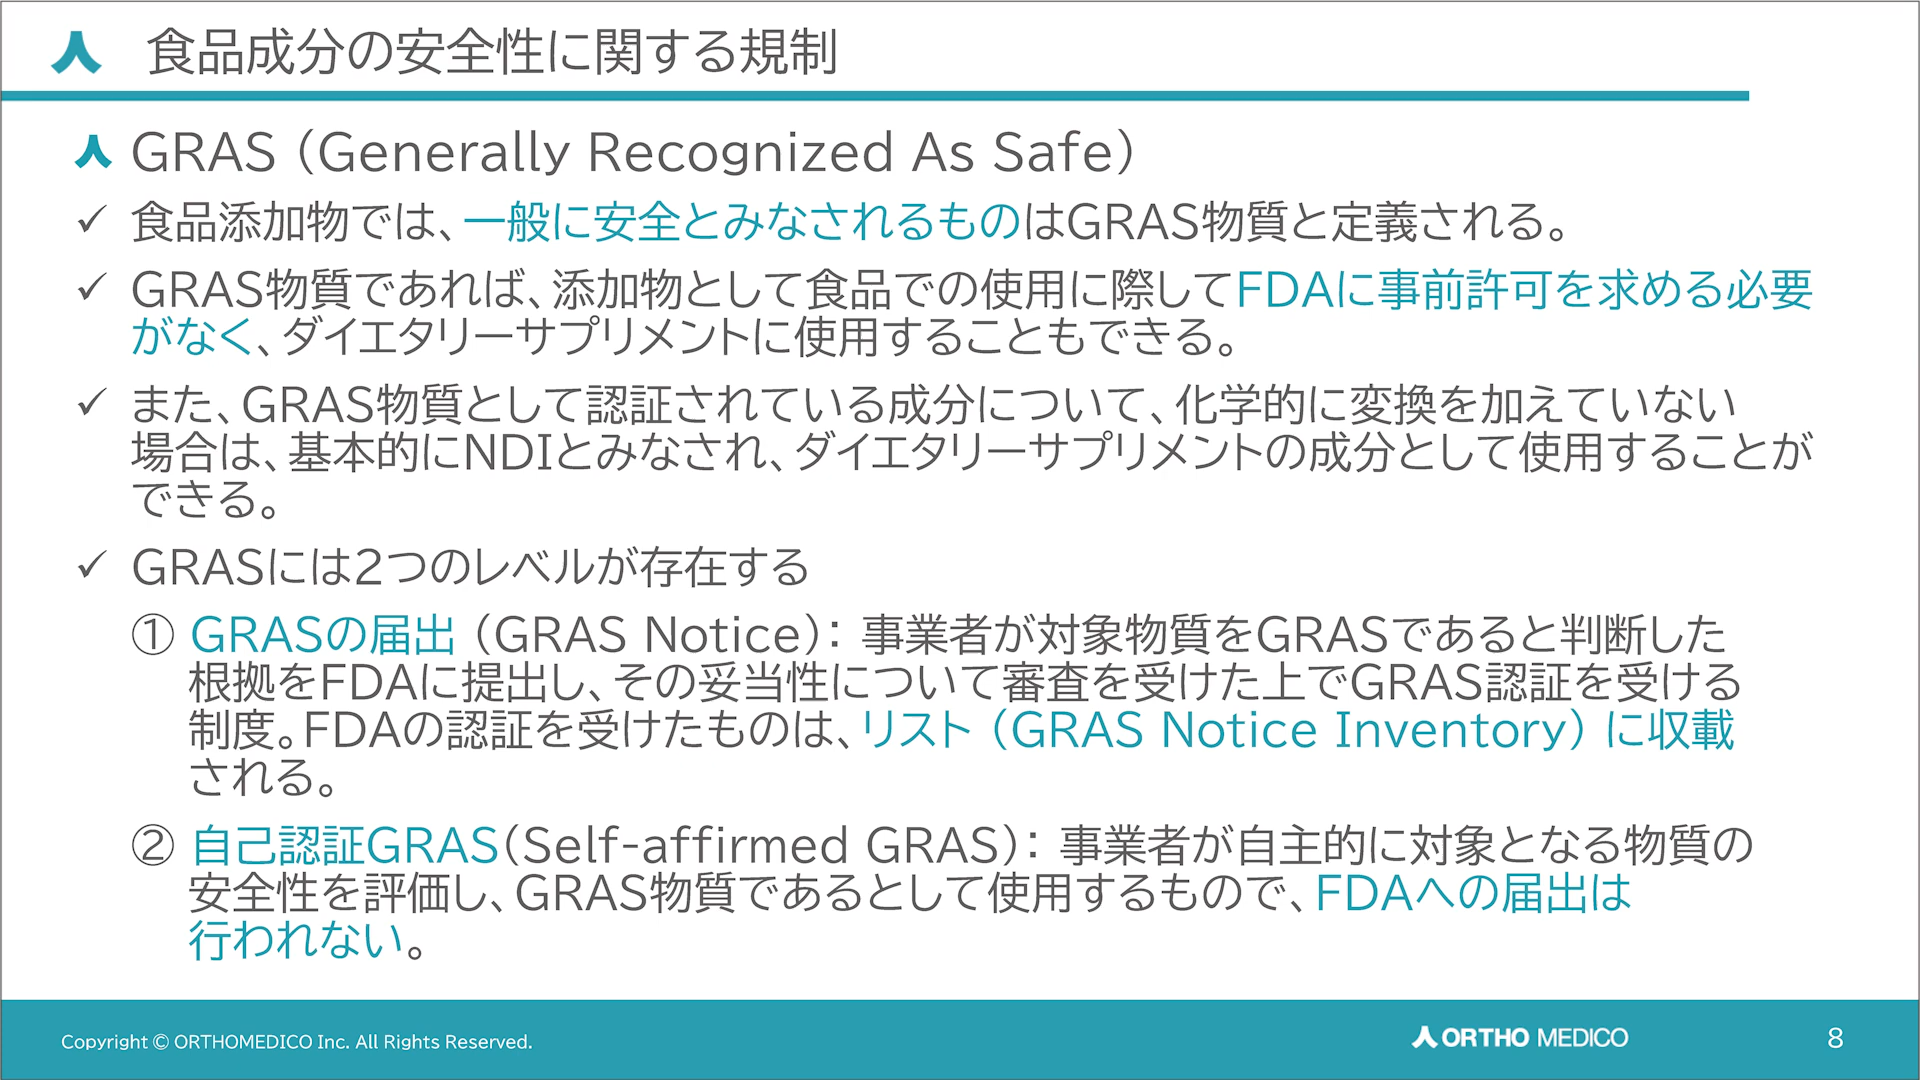 食品成分の安全性に関する規制
GRAS（Generally Recognized As Safe）
✓ 食品添加物では、一般に安全とみなされるものはGRAS物質と定義される。
✓ GRAS物質であれば、添加物として食品での使用に際してFDAに事前許可を求める必要
がなく、ダイエタリーサプリメントに使用することもできる。
✓ また、GRAS物質として認証されている成分について、化学的に変換を加えていない
場合は、基本的にNDIとみなされ、ダイエタリーサプリメントの成分として使用することが
できる。
✓ GRASには2つのレベルが存在する
① GRASの届出（GRAS Notice）：事業者が対象物質をGRASであると判断した
根拠をFDAに提出し、その妥当性について審査を受けた上でGRAS認証を受ける
制度。FDAの認証を受けたものは、リスト（GRAS Notice Inventory）に収載
される。
② 自己認証GRAS（Self-affirmed GRAS）：事業者が自主的に対象となる物質の
安全性を評価し、GRAS物質であるとして使用するもので、FDAへの届出は
行われない。
Copyright © ORTHOMEDICO Inc. All Rights Reserved.
ORTHO MEDICO
8